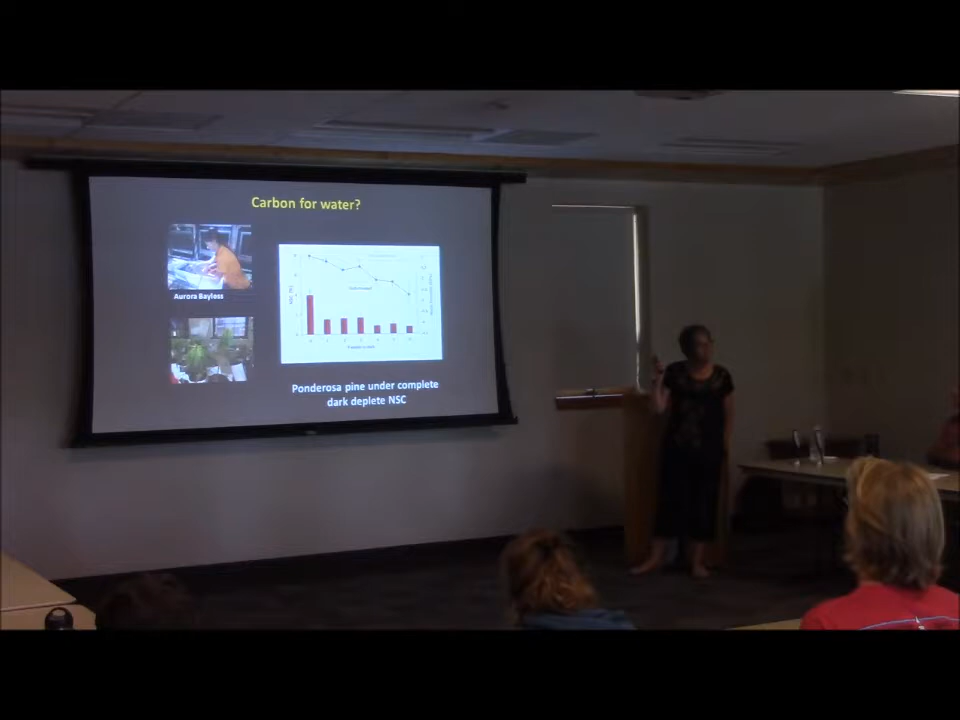 Carbon for water?
Aurora Bayless
Ponderosa pine under complete
dark deplete NSC